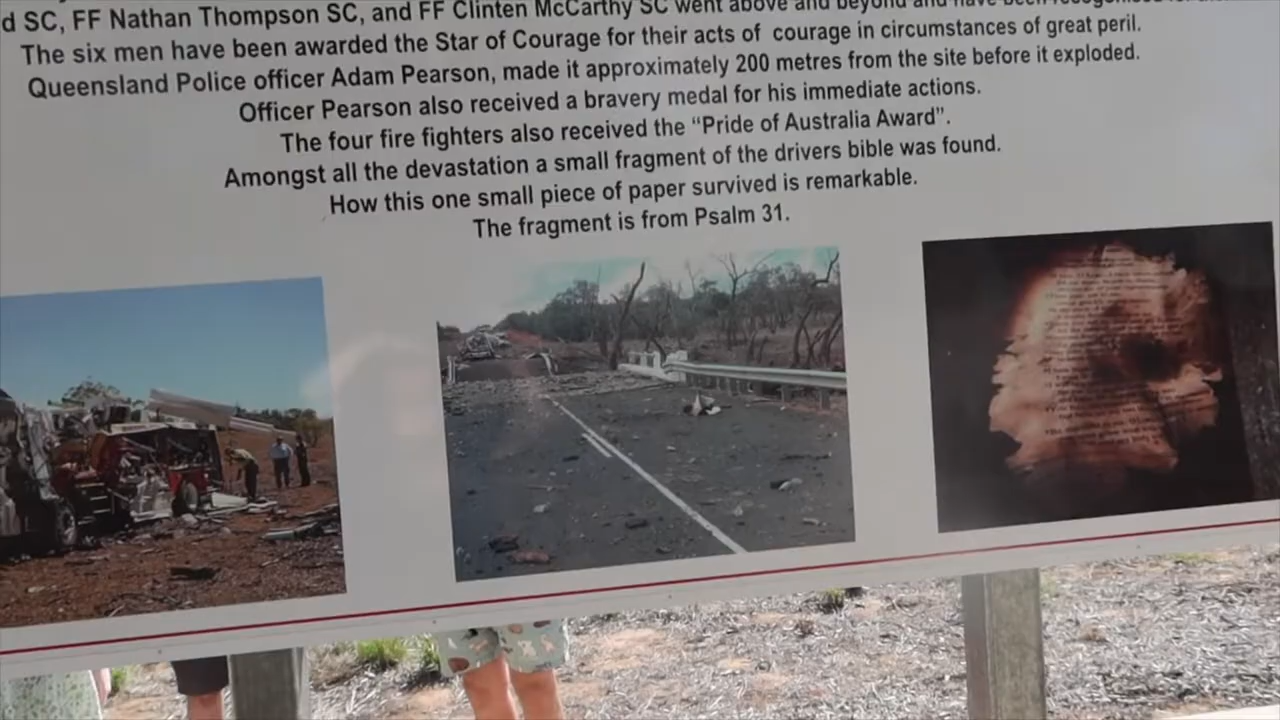 d SC, FF Nathan Thompson SC, and FF Clinten McCarthy SC went above and beyond and have been recognised for
The six men have been awarded the Star of Courage for their acts of courage in circumstances of great peril.
Queensland Police officer Adam Pearson, made it approximately 200 metres from the site before it exploded.
Officer Pearson also received a bravery medal for his immediate actions.
The four fire fighters also received the “Pride of Australia Award”.
Amongst all the devastation a small fragment of the drivers bible was found.
How this one small piece of paper survived is remarkable.
The fragment is from Psalm 31.